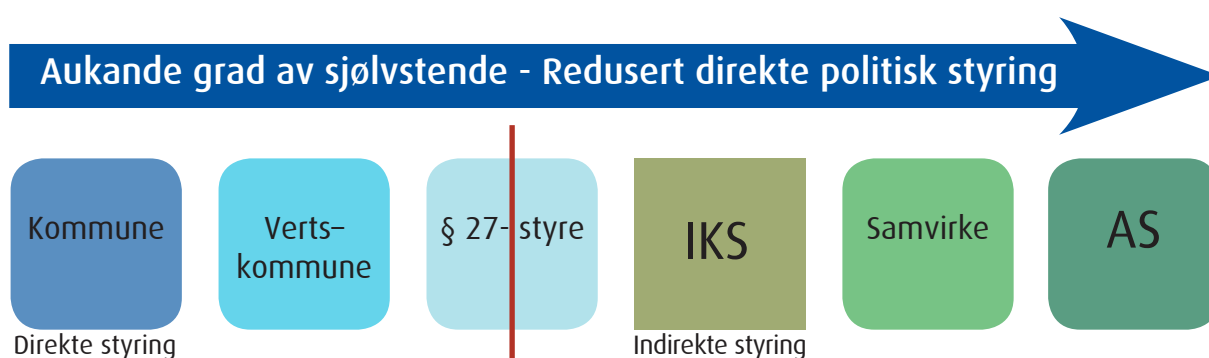 Aukande grad av sjølvstende - Redusert direkte politisk styring
Kommune
Verts–
kommune
§ 27- styre
IKS
Samvirke
AS
Direkte styring
Indirekte styring